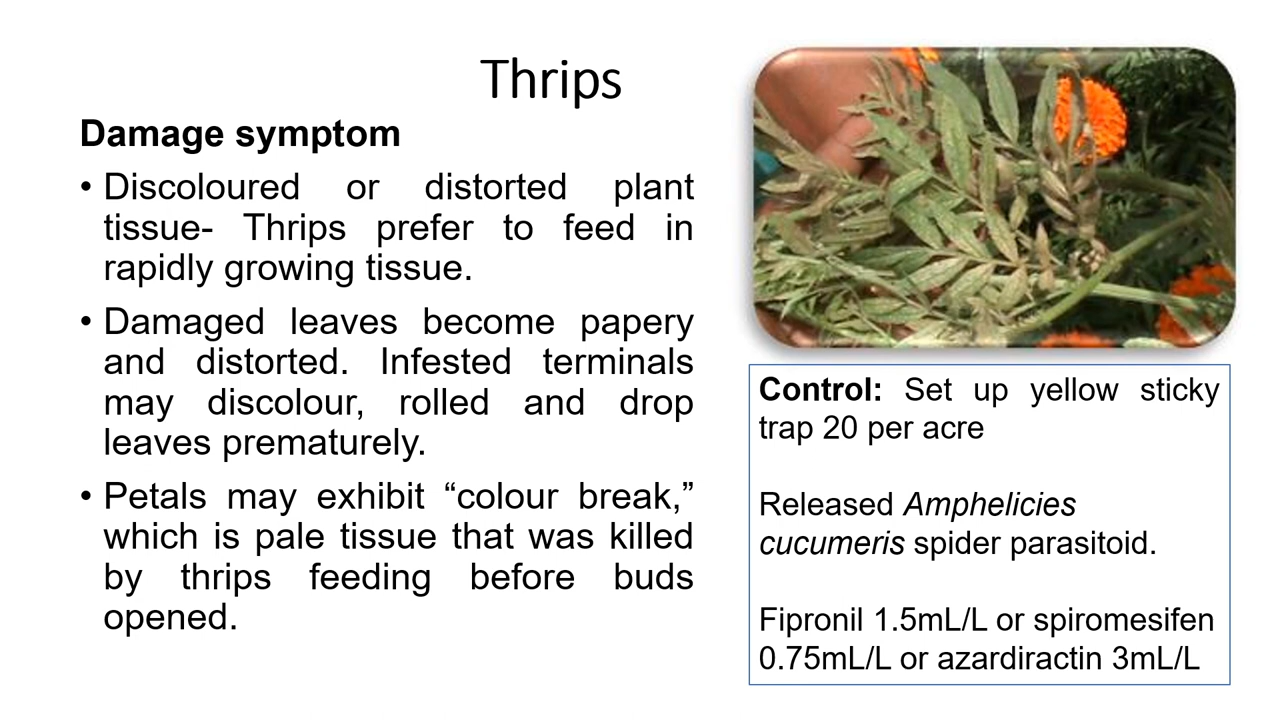 Thrips
Damage symptom
• Discoloured or distorted plant
tissue- Thrips prefer to feed in
rapidly growing tissue.
• Damaged leaves become papery
and distorted. Infested terminals
may discolour, rolled and drop
leaves prematurely.
• Petals may exhibit “colour break,”
which is pale tissue that was killed
by thrips feeding before buds
opened.
Control: Set up yellow sticky
trap 20 per acre
Released Amphelicies
cucumeris spider parasitoid.
Fipronil 1.5mL/L or spiromesifen
0.75mL/L or azardiractin 3mL/L